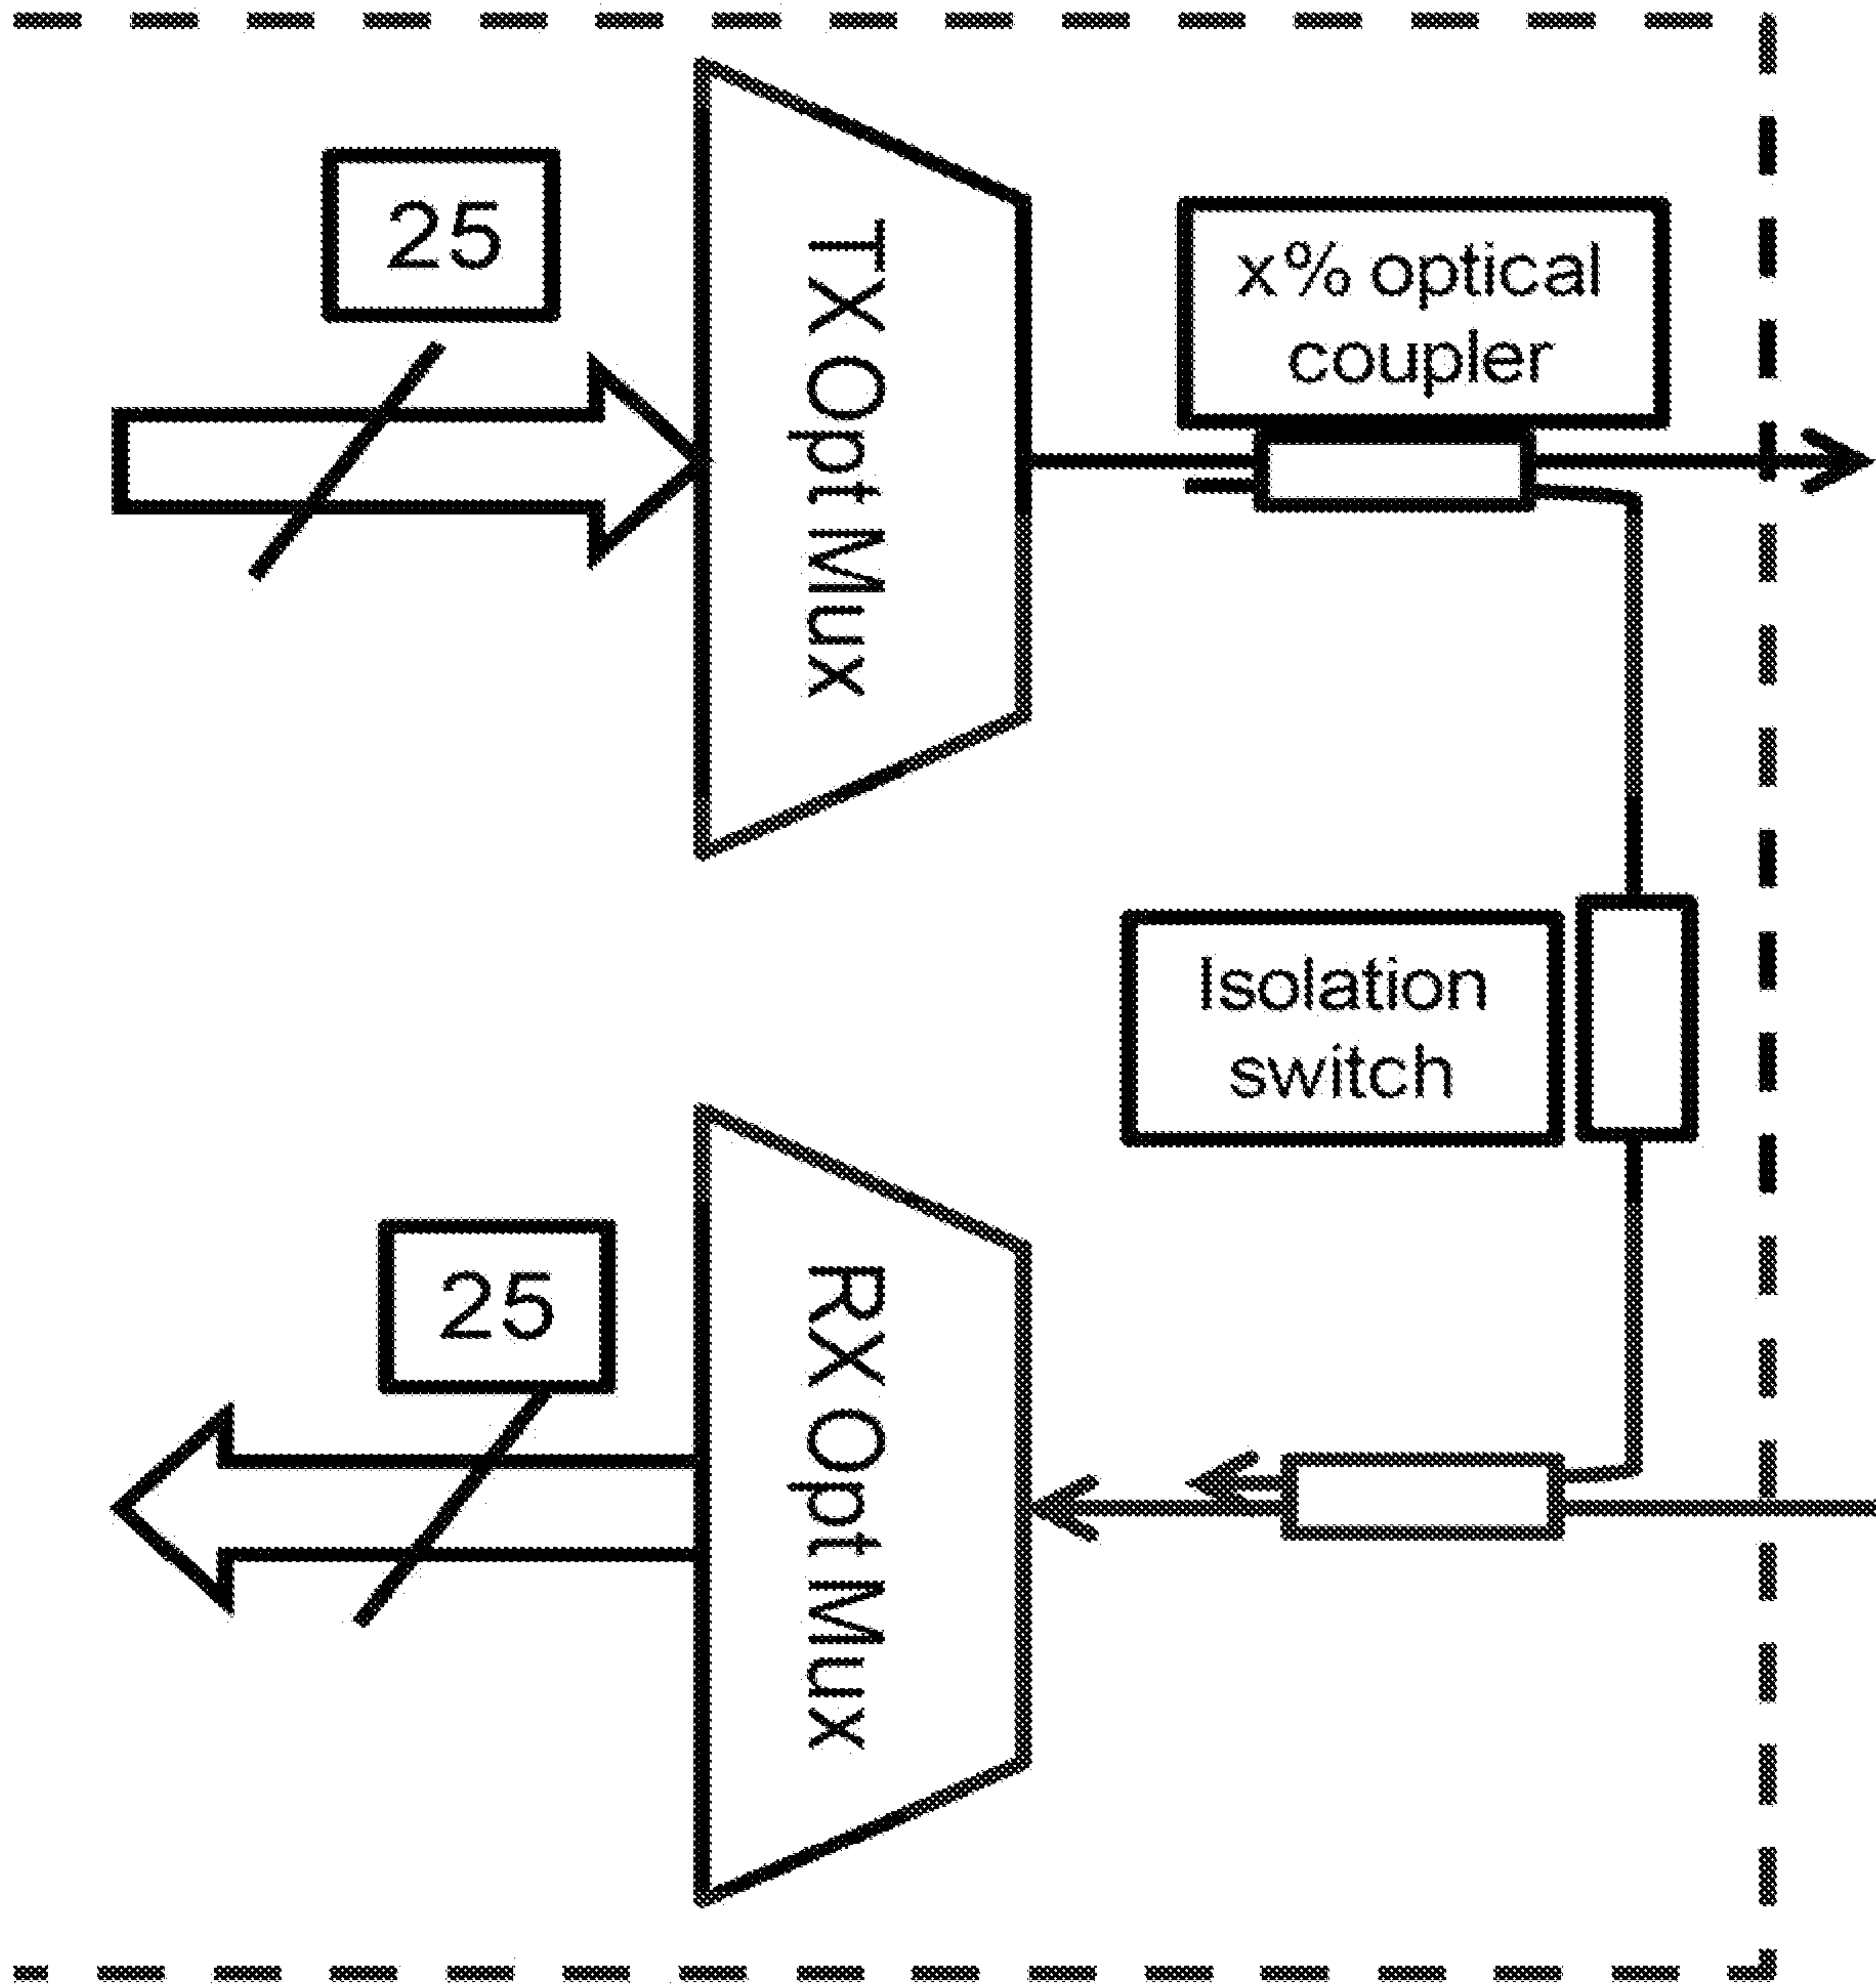 25
TX Opt Mux
x% optical
coupler
Isolation
switch
25
RX Opt Mux